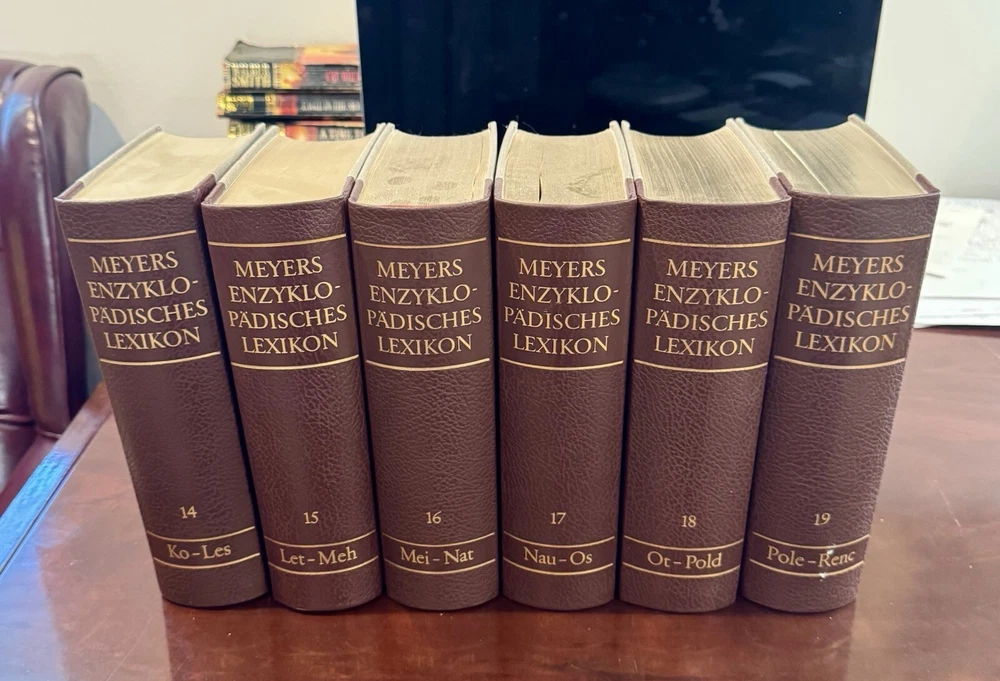 MEYERS
ENZYKLO-
PÄDISCHES
LEXIKON
14
Ko-Les
MEYERS
ENZYKLO-
PÄDISCHES
LEXIKON
15
Let-Meh
MEYERS
ENZYKLO-
PÄDISCHES
LEXIKON
16
Mei-Nat
MEYERS
ENZYKLO-
PÄDISCHES
LEXIKON
17
Nau-Os
MEYERS
ENZYKLO-
PÄDISCHES
LEXIKON
18
Ot-Pold
MEYERS
ENZYKLO-
PÄDISCHES
LEXIKON
19
Pole-Renc